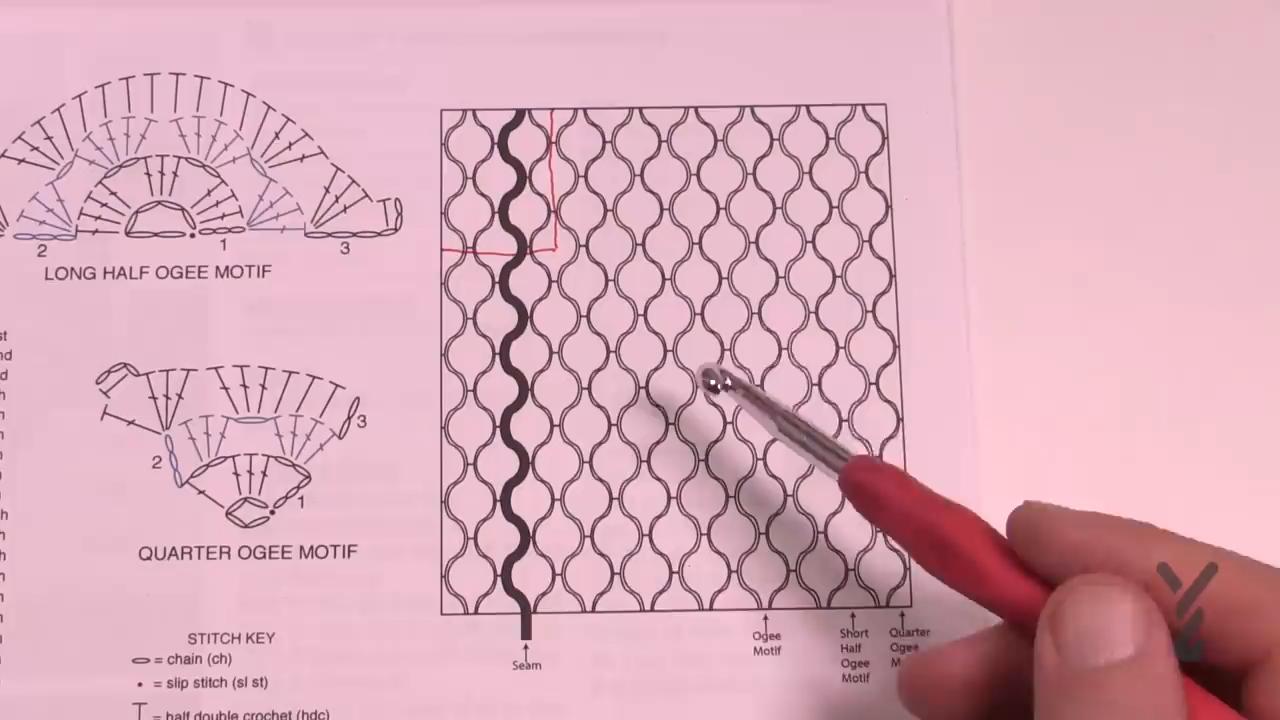 2
1
3
LONG HALF OGEE MOTIF
3
2
1
QUARTER OGEE MOTIF
STITCH KEY
= chain (ch)
= slip stitch (sl st)
= half double crochet (hdc)
Seam
Ogee
Motif
Short
Half
Ogee
Motif
Quarter
Ogee